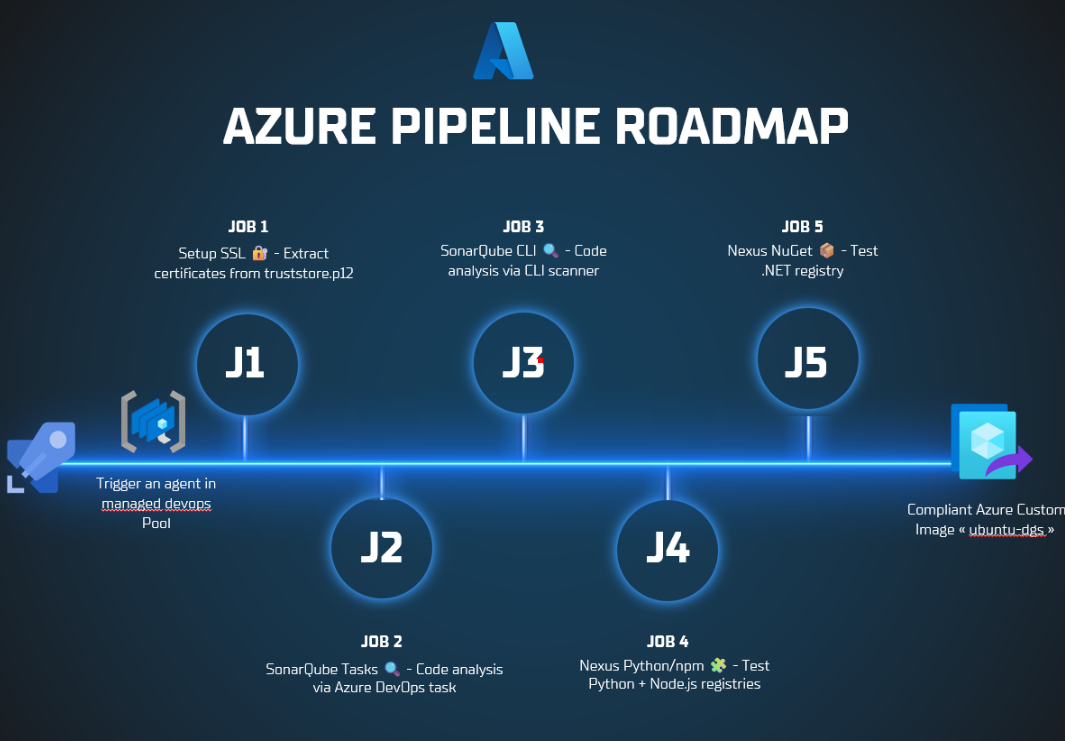 AZURE PIPELINE ROADMAP
JOB 1
Setup SSL 🔐 - Extract
certificates from truststore.p12
JOB 3
SonarQube CLI 🔍 - Code
analysis via CLI scanner
JOB 5
Nexus NuGet 📦 - Test
.NET registry
J1
J3
J5
Trigger an agent in
managed devops
Pool
Compliant Azure Custom
Image « ubuntu-dgs »
J2
J4
JOB 2
SonarQube Tasks 🔍 - Code analysis
via Azure DevOps task
JOB 4
Nexus Python/npm 🧩 - Test
Python + Node.js registries